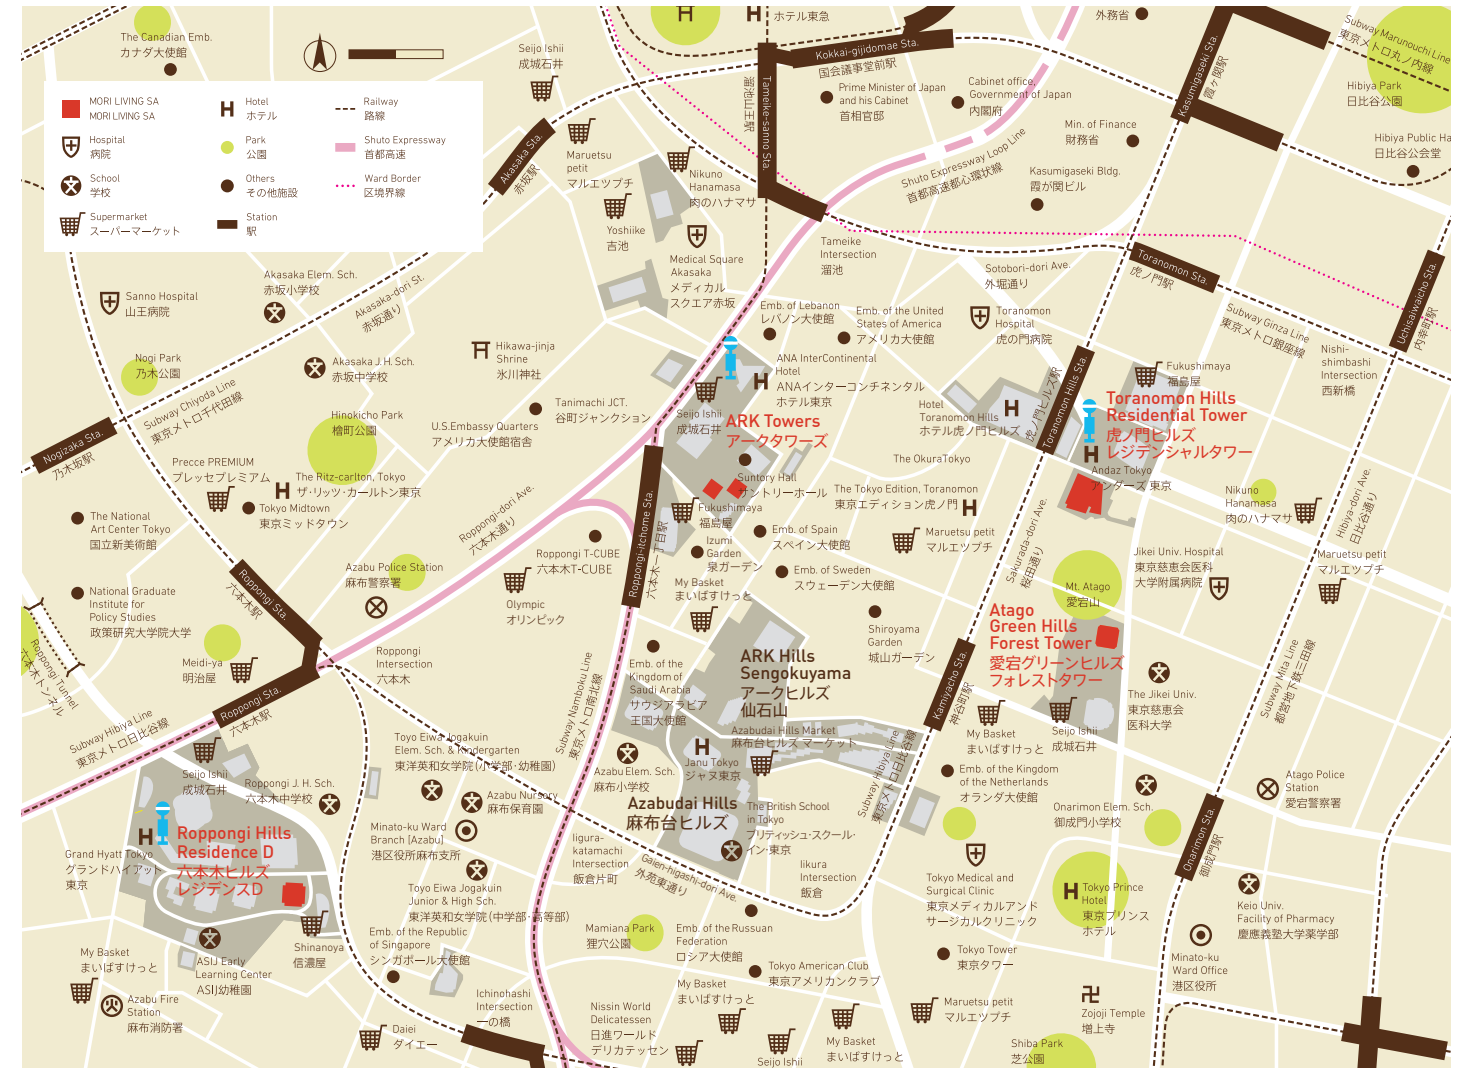 The Canadian Emb.
カナダ大使館
Seijo Ishii
成城石井
ホテル東急
Kokkai-gijidomae Sta.
国会議事堂前駅
外務省
Subway Marunouchi Line
東京メトロ丸ノ内線
Hibiya Park
日比谷公園
Hibiya Public Ha
日比谷公会堂
MORI LIVING SA
MORI LIVING SA
Hospital
病院
School
学校
Supermarket
スーパーマーケット
Hotel
ホテル
Park
公園
Others
その他施設
Station
駅
Railway
路線
Shuto Expressway
首都高速
Ward Border
区境界線
Akasaka Sta.
赤坂駅
Maruetsu
petit
マルエツプチ
Nikuno
Hanamasa
肉のハナマサ
Yoshiike
吉池
Medical Square
Akasaka
メディカル
スクエア赤坂
Tameike-sanno Sta.
溜池山王駅
Prime Minister of Japan
and his Cabinet
首相官邸
Cabinet office,
Government of Japan
内閣府
Min. of Finance
財務省
Kasumigaseki Bldg.
霞が関ビル
Kasumigaseki Sta.
霞ヶ関駅
Shuto Expressway Loop Line
首都高速都心環状線
Tameike
Intersection
溜池
Sotobori-dori Ave.
外堀通り
Toranomon Sta.
虎ノ門駅
Subway Ginza Line
東京メトロ銀座線
Uchisaiwaicho Sta.
内幸町駅
Nishi-
shimbashi
Intersection
西新橋
Akasaka Elem. Sch.
赤坂小学校
Sanno Hospital
山王病院
Akasaka-dori St.
赤坂通り
Nogi Park
乃木公園
Akasaka J.H. Sch.
赤坂中学校
Hikawa-jinja
Shrine
氷川神社
Subway Chiyoda Line
東京メトロ千代田線
Nogizaka Sta.
乃木坂駅
Hinokicho Park
檜町公園
Tanimachi JCT.
谷町ジャンクション
U.S.Embassy Quarters
アメリカ大使館宿舎
Emb. of Lebanon
レバノン大使館
Emb. of the United
States of America
アメリカ大使館
Toranomon
Hospital
虎の門病院
ANA InterContinental
Hotel
ANAインターコンチネンタル
ホテル東京
Seijo Ishii
成城石井
ARK Towers
アークタワーズ
Hotel
Toranomon Hills
ホテル虎ノ門ヒルズ
Toranomon Hills Sta.
虎ノ門ヒルズ駅
Fukushimaya
福島屋
Toranomon Hills
Residential Tower
虎ノ門ヒルズ
レジデンシャルタワー
Andaz Tokyo
アンダーズ 東京
Precce PREMIUM
プレッセプレミアム
The Ritz-carlton, Tokyo
ザ・リッツ・カールトン東京
Tokyo Midtown
東京ミッドタウン
The National
Art Center Tokyo
国立新美術館
Roppongi-dori Ave.
六本木通り
Suntory Hall
サントリーホール
Fukushimaya
福島屋
Roppongi-itchome Sta.
六本木一丁目駅
The OkuraTokyo
The Tokyo Edition, Toranomon
東京エディション虎ノ門
Nikuno
Hanamasa
肉のハナマサ
Hibiya-dori Ave.
日比谷通り
Maruetsu petit
マルエツプチ
Izumi
Garden
泉ガーデン
Emb. of Spain
スペイン大使館
Maruetsu petit
マルエツプチ
Sakurada-dori Ave.
桜田通り
Jikei Univ. Hospital
東京慈恵会医科
大学附属病院
Emb. of Sweden
スウェーデン大使館
My Basket
まいばすけっと
Roppongi T-CUBE
六本木T-CUBE
Azabu Police Station
麻布警察署
Olympic
オリンピック
Roppongi Sta.
六本木駅
National Graduate
Institute for
Policy Studies
政策研究大学院大学
Meidi-ya
明治屋
Roppongi Tunnel
六本木トンネル
Mt. Atago
愛宕山
Atago
Green Hills
Forest Tower
愛宕グリーンヒルズ
フォレストタワー
Shiroyama
Garden
城山ガーデン
Roppongi
Intersection
六本木
Emb. of the
Kingdom of
Saudi Arabia
サウジアラビア
王国大使館
ARK Hills
Sengokuyama
アークヒルズ
仙石山
Azabudai Hills Market
麻布台ヒルズ マーケット
Kamiyacho Sta.
神谷町駅
The Jikei Univ.
東京慈恵会
医科大学
Subway Mita Line
都営地下鉄三田線
Roppongi Sta.
六本木駅
Subway Hibiya Line
東京メトロ日比谷線
Subway Namboku Line
東京メトロ南北線
Seijo Ishii
成城石井
Roppongi J. H. Sch.
六本木中学校
Toyo Eiwa Jogakuin
Elem. Sch. & Kindergarten
東洋英和女学院(小学部・幼稚園)
Azabu Nursery
麻布保育園
Azabu Elem. Sch.
麻布小学校
Janu Tokyo
ジャヌ東京
Azabudai Hills
麻布台ヒルズ
The British School
in Tokyo
ブリティッシュ・スクール・
イン・東京
Subway Hibiya Line
東京メトロ日比谷線
My Basket
まいばすけっと
Seijo Ishii
成城石井
Emb. of the Kingdom
of the Netherlands
オランダ大使館
Onarimon Elem. Sch.
御成門小学校
Atago Police
Station
愛宕警察署
Onarimon Sta.
御成門駅
Roppongi Hills
Residence D
六本木ヒルズ
レジデンスD
Grand Hyatt Tokyo
グランドハイアット
東京
Minato-ku Ward
Branch [Azabu]
港区役所麻布支所
Iigura-
katamachi
Intersection
飯倉片町
Gaien-higashi-dori Ave.
外苑東通り
Iikura
Intersection
飯倉
Toyo Eiwa Jogakuin
Junior & High Sch.
東洋英和女学院(中学部・高等部)
Tokyo Medical and
Surgical Clinic
東京メディカルアンド
サージカルクリニック
Tokyo Prince
Hotel
東京プリンス
ホテル
Keio Univ.
Faculty of Pharmacy
慶應義塾大学薬学部
Shinanoya
信濃屋
Emb. of the Republic
of Singapore
シンガポール大使館
Mamiana Park
狸穴公園
Emb. of the Russuan
Federation
ロシア大使館
My Basket
まいばすけっと
ASIJ Early
Learning Center
ASIJ幼稚園
Tokyo American Club
東京アメリカンクラブ
Tokyo Tower
東京タワー
Minato-ku
Ward Office
港区役所
Azabu Fire
Station
麻布消防署
Ichinohashi
Intersection
一の橋
Nissin World
Delicatessen
日進ワールド
デリカテッセン
My Basket
まいばすけっと
Maruetsu petit
マルエツプチ
Zojoji Temple
増上寺
Daiei
ダイエー
Seijo Ishii
My Basket
まいばすけっと
Shiba Park
芝公園